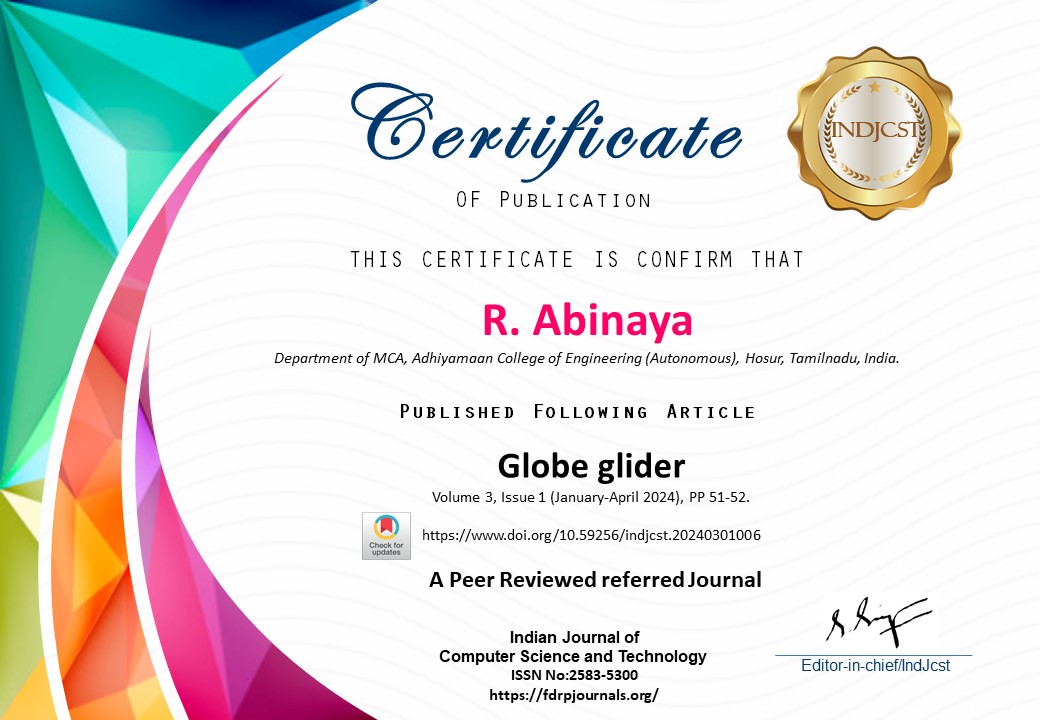 Certificate
OF PUBLICATION
INDJCST
THIS CERTIFICATE IS CONFIRM THAT
R. Abinaya
Department of MCA, Adhiyamaan College of Engineering (Autonomous), Hosur, Tamilnadu, India.
PUBLISHED FOLLOWING ARTICLE
Globe glider
Volume 3, Issue 1 (January-April 2024), PP 51-52.
Check for
updates
https://www.doi.org/10.59256/indjcst.20240301006
A Peer Reviewed referred Journal
Indian Journal of
Computer Science and Technology
ISSN No:2583-5300
https://fdrpjournals.org/
Editor-in-chief/IndJcst